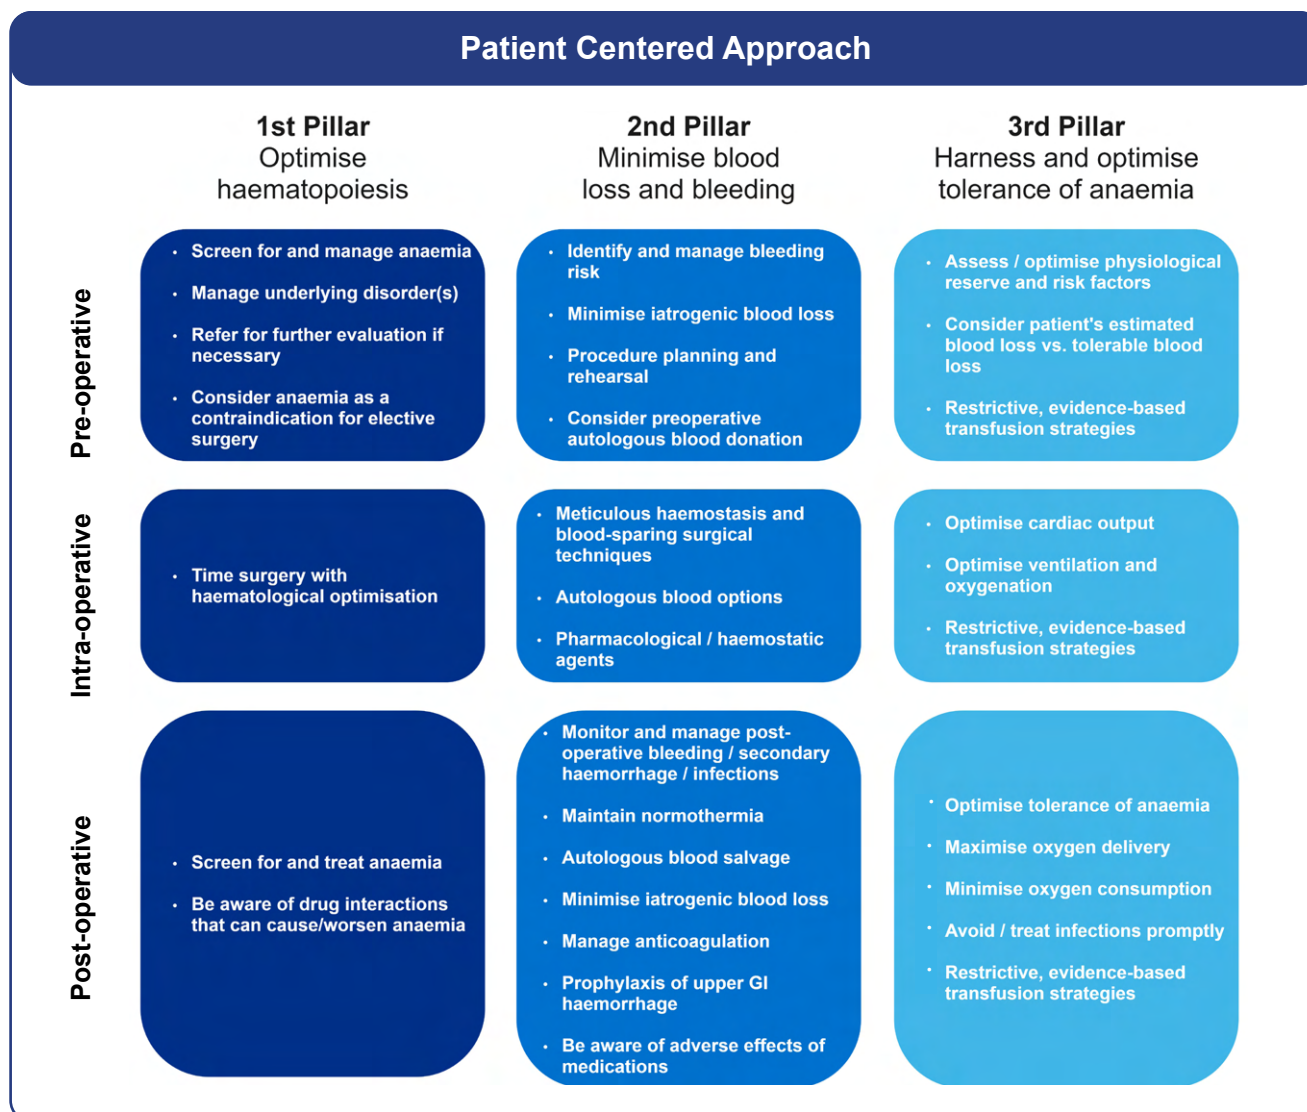 Patient Centered Approach
1st Pillar
Optimise
haematopoiesis
2nd Pillar
Minimise blood
loss and bleeding
3rd Pillar
Harness and optimise
tolerance of anaemia
Pre-operative
• Screen for and manage anaemia
• Manage underlying disorder(s)
• Refer for further evaluation if
necessary
• Consider anaemia as a
contraindication for elective
surgery
• Identify and manage bleeding
risk
• Minimise iatrogenic blood loss
• Procedure planning and
rehearsal
• Consider preoperative
autologous blood donation
• Assess / optimise physiological
reserve and risk factors
• Consider patient's estimated
blood loss vs. tolerable blood
loss
• Restrictive, evidence-based
transfusion strategies
Intra-operative
• Time surgery with
haematological optimisation
• Meticulous haemostasis and
blood-sparing surgical
techniques
• Autologous blood options
• Pharmacological / haemostatic
agents
• Optimise cardiac output
• Optimise ventilation and
oxygenation
• Restrictive, evidence-based
transfusion strategies
Post-operative
• Screen for and treat anaemia
• Be aware of drug interactions
that can cause/worsen anaemia
• Monitor and manage post-
operative bleeding / secondary
haemorrhage / infections
• Maintain normothermia
• Autologous blood salvage
• Minimise iatrogenic blood loss
• Manage anticoagulation
• Prophylaxis of upper GI
haemorrhage
• Be aware of adverse effects of
medications
• Optimise tolerance of anaemia
• Maximise oxygen delivery
• Minimise oxygen consumption
• Avoid / treat infections promptly
• Restrictive, evidence-based
transfusion strategies